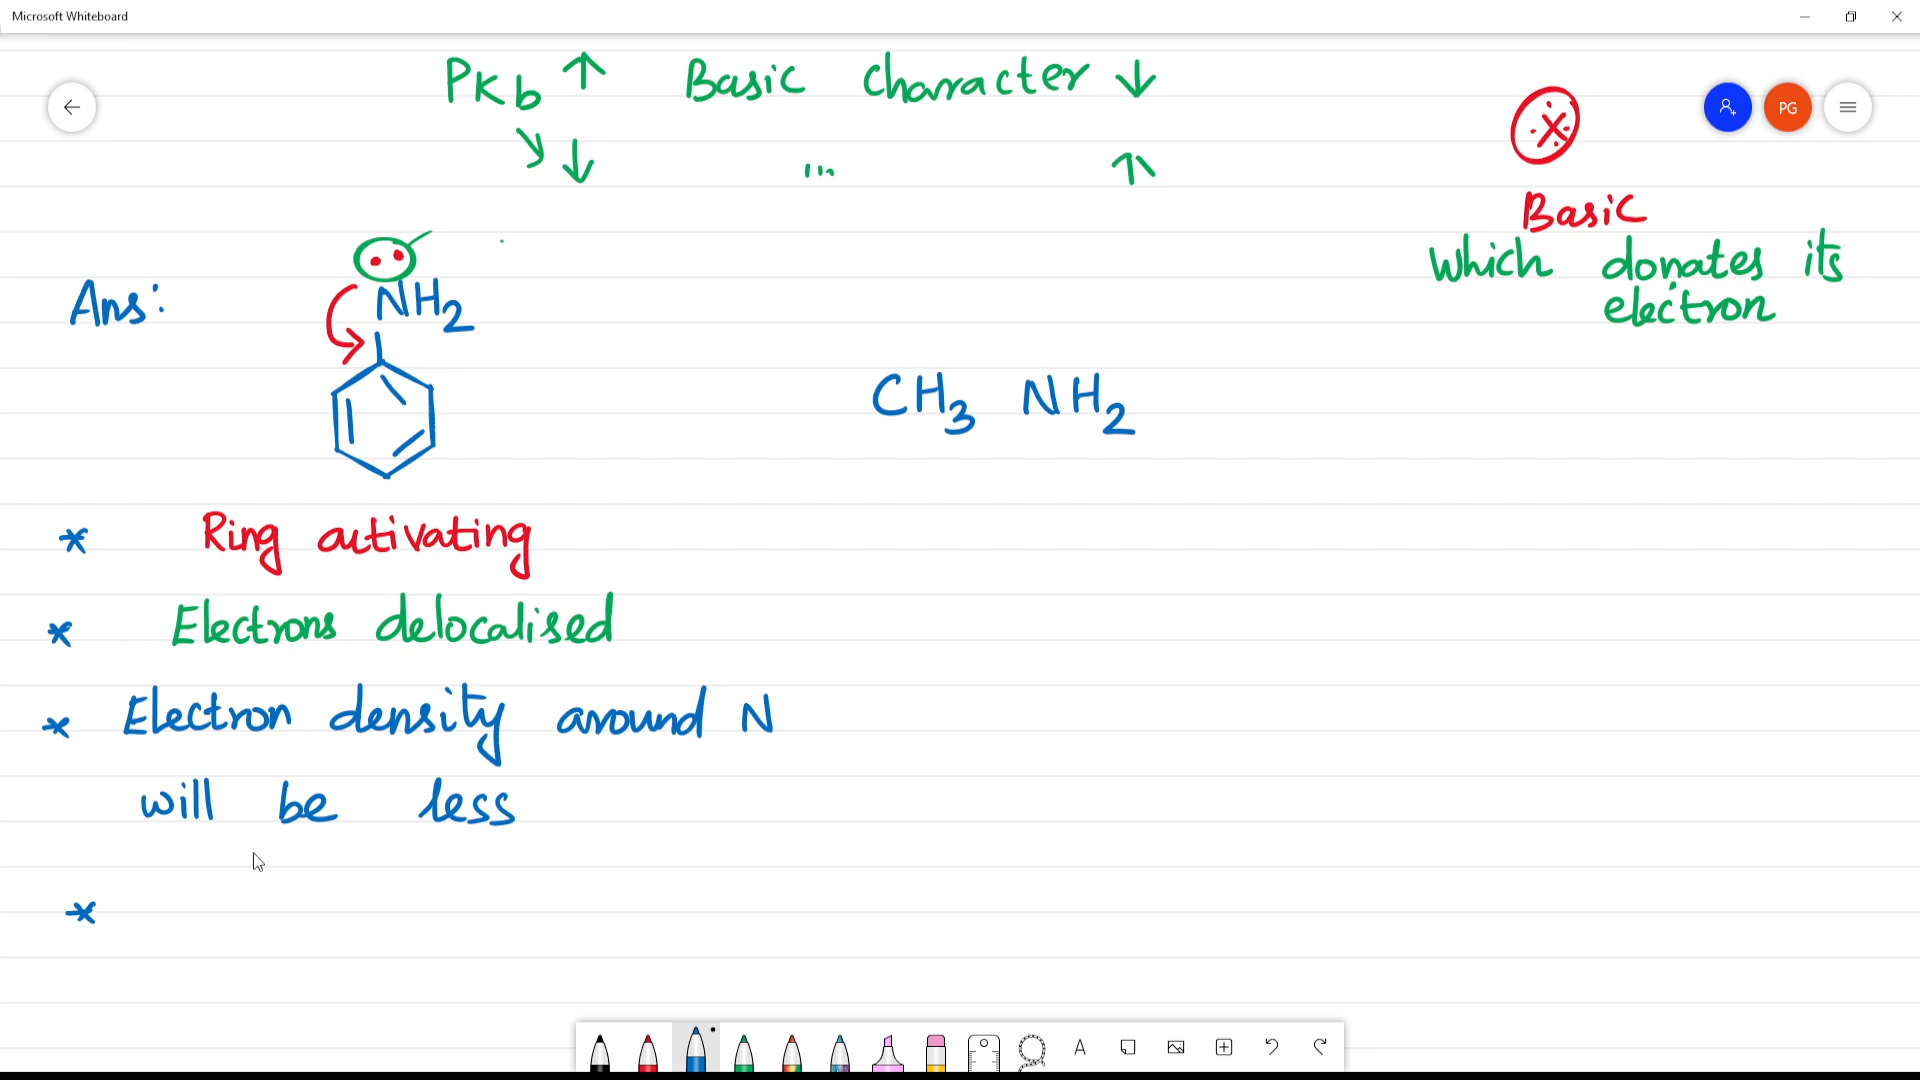 Microsoft Whiteboard
PKb ↑ Basic Character ↓
↓ ... ↑
PG
Basic
Which donates its
electron
Ans:
NH2
CH3 NH2
* Ring activating
* Electrons delocalised
* Electron density around N
will be less
*
A